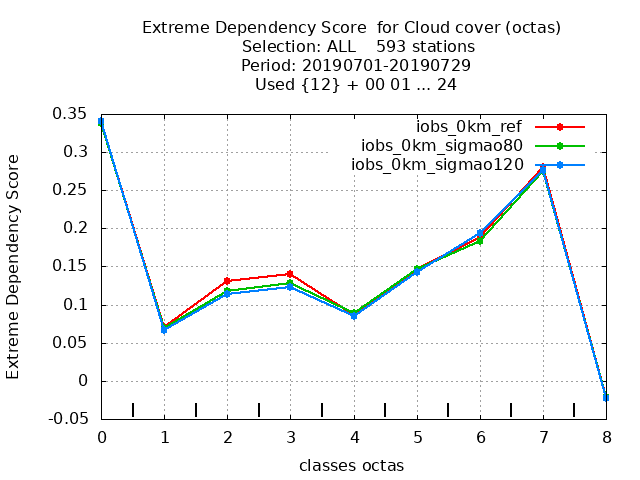 Extreme Dependency Score  for Cloud cover (octas)
Selection: ALL    593 stations
Period: 20190701-20190729
Used {12} + 00 01 ... 24
iobs_0km_ref
iobs_0km_sigmao80
iobs_0km_sigmao120
Extreme Dependency Score
0.35
0.3
0.25
0.2
0.15
0.1
0.05
0
-0.05
0 1 2 3 4 5 6 7 8
classes octas